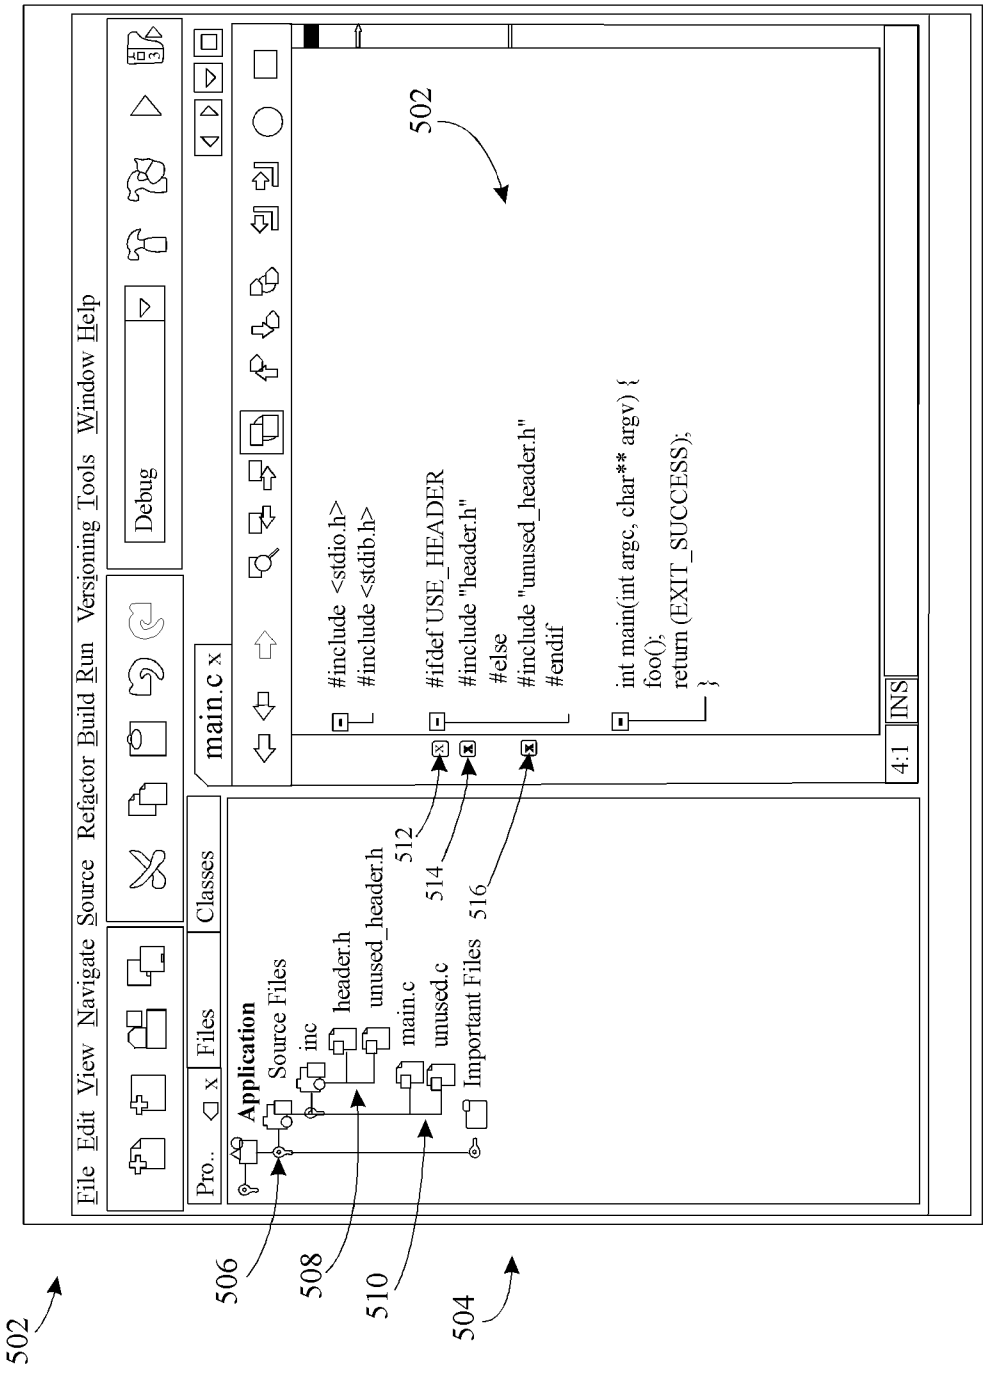 502
File Edit View Navigate Source Refactor Build Run Versioning Tools Window Help
Debug
3
Pro.. x Files Classes
main.c x
Application
Source Files
inc
header.h
unused_header.h
main.c
unused.c
Important Files
#include <stdio.h>
#include <stdib.h>
#ifdef USE_HEADER
#include "header.h"
#else
#include "unused_header.h"
#endif
int main(int argc, char** argv) {
foo();
return (EXIT_SUCCESS);
}
x
x
x
4:1 INS
502
504
506
508
510
512
514
516